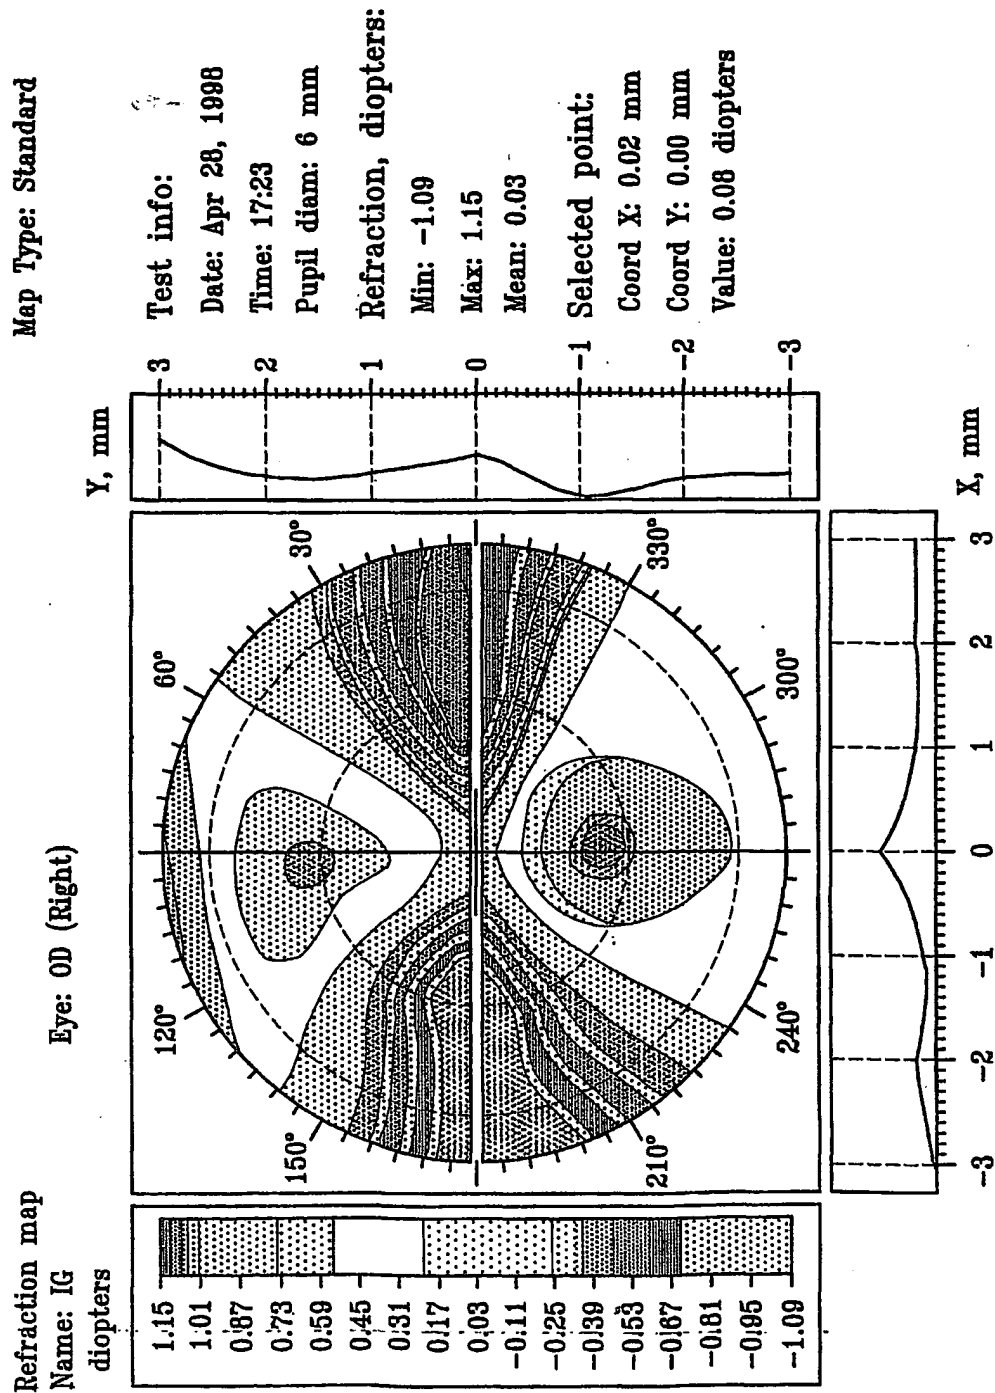 Refraction map
Name: IG
diopters
1.15
1.01
0.87
0.73
0.59
0.45
0.31
0.17
0.03
-0.11
-0.25
-0.39
-0.53
-0.67
-0.81
-0.95
-1.09
Eye: OD (Right)
30°
60°
120°
150°
210°
240°
300°
330°
Y, mm
3
2
1
0
-1
-2
-3
X, mm
-3
-2
-1
0
1
2
3
Map Type: Standard
Test info:
Date: Apr 28, 1998
Time: 17:23
Pupil diam: 6 mm
Refraction, diopters:
Min: -1.09
Max: 1.15
Mean: 0.03
Selected point:
Coord X: 0.02 mm
Coord Y: 0.00 mm
Value: 0.08 diopters